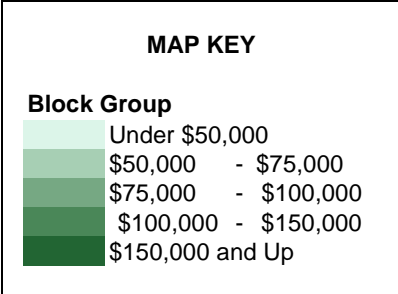 MAP KEY
Block Group
Under $50,000
$50,000 - $75,000
$75,000 - $100,000
$100,000 - $150,000
$150,000 and Up